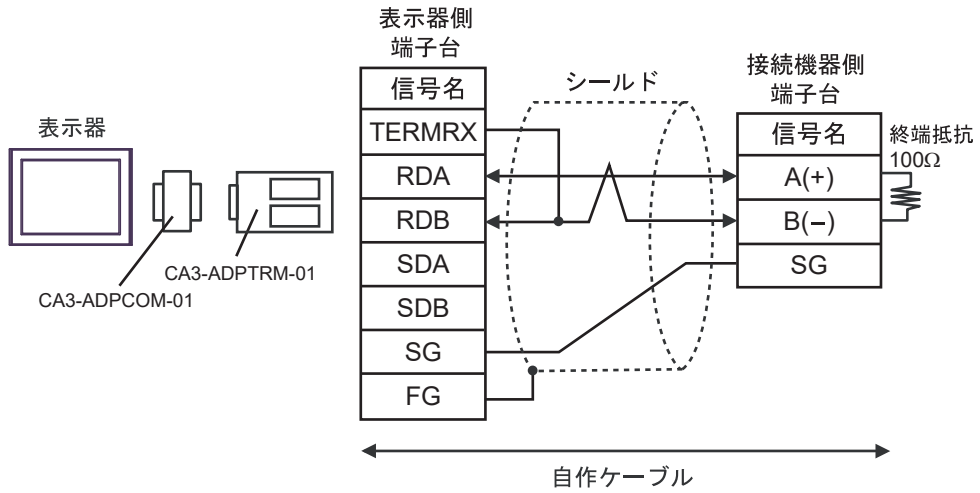 表示器
CA3-ADPCOM-01
CA3-ADPTRM-01
表示器側
端子台
信号名
TERMRX
RDA
RDB
SDA
SDB
SG
FG
シールド
接続機器側
端子台
信号名
A(+)
B(−)
SG
終端抵抗
100Ω
自作ケーブル